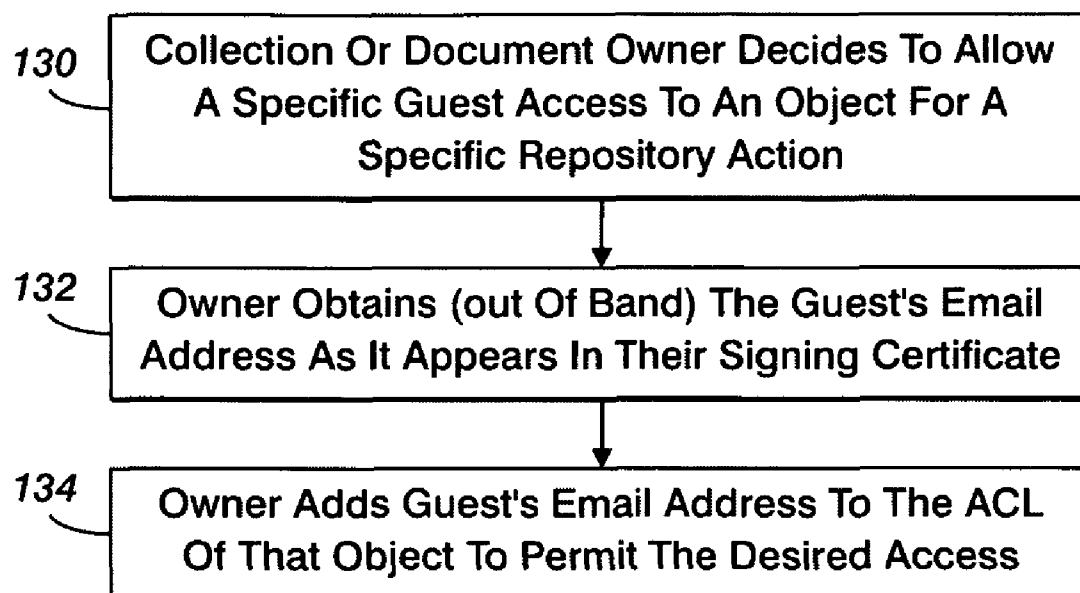 130
Collection Or Document Owner Decides To Allow
A Specific Guest Access To An Object For A
Specific Repository Action
132
Owner Obtains (out Of Band) The Guest's Email
Address As It Appears In Their Signing Certificate
134
Owner Adds Guest's Email Address To The ACL
Of That Object To Permit The Desired Access